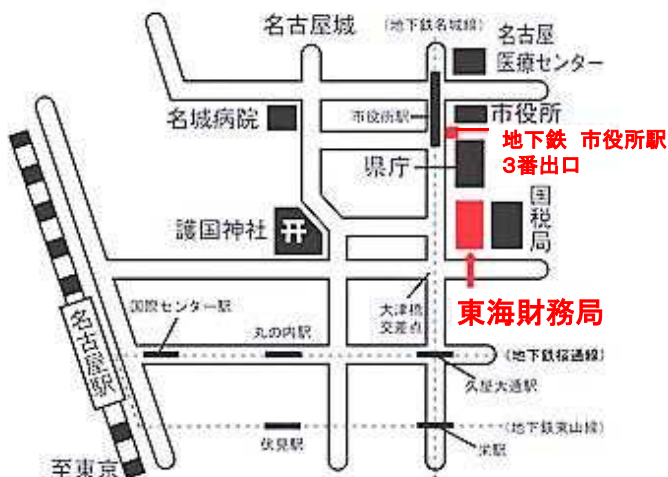 名古屋城
(地下鉄名城線)
名古屋
医療センター
名城病院
市役所駅
市役所
地下鉄 市役所駅
3番出口
県庁
国税局
護国神社
東海財務局
大津橋
交差点
国際センター駅
丸の内駅
(地下鉄桜通線)
久屋大通駅
名古屋駅
(地下鉄東山線)
伏見駅
栄駅
至東京